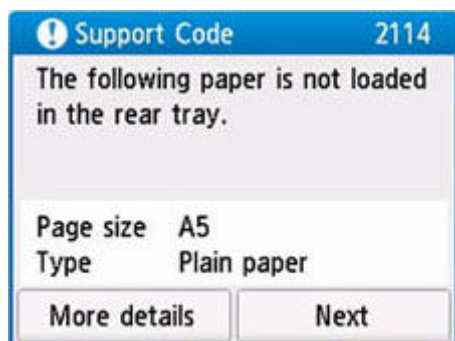 Support Code 2114
The following paper is not loaded
in the rear tray.
Page size A5
Type Plain paper
More details Next